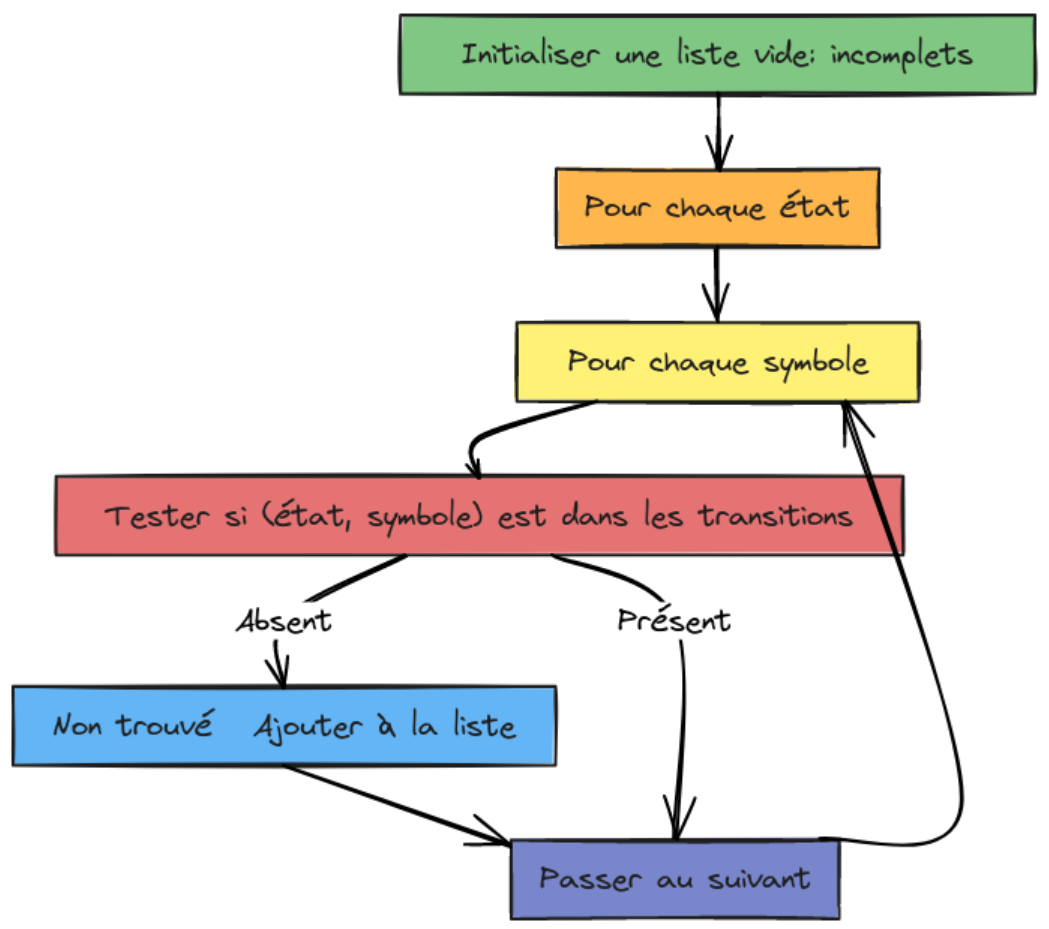 Initialiser une liste vide: incomplets
Pour chaque état
Pour chaque symbole
Tester si (état, symbole) est dans les transitions
Absent
Présent
Non trouvé Ajouter à la liste
Passer au suivant